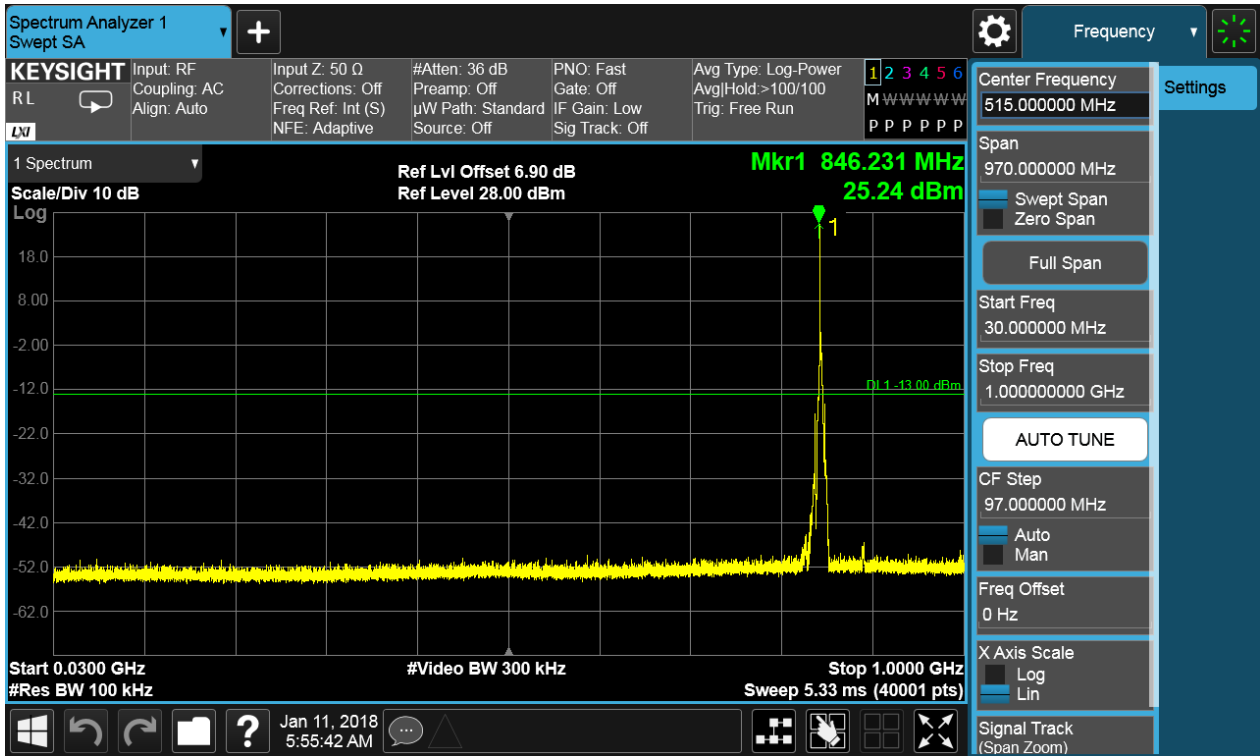 Spectrum Analyzer 1
Swept SA
+
Frequency
KEYSIGHT
R L
LXI
Input: RF
Coupling: AC
Align: Auto
Input Z: 50 Ω
Corrections: Off
Freq Ref: Int (S)
NFE: Adaptive
#Atten: 36 dB
Preamp: Off
µW Path: Standard
Source: Off
PNO: Fast
Gate: Off
IF Gain: Low
Sig Track: Off
Avg Type: Log-Power
Avg|Hold:>100/100
Trig: Free Run
1 2 3 4 5 6
M W W W W W
P P P P P P
1 Spectrum
Scale/Div 10 dB
Log
Ref Lvl Offset 6.90 dB
Ref Level 28.00 dBm
Mkr1 846.231 MHz
25.24 dBm
1
18.0
8.00
-2.00
-12.0
DL1 -13.00 dBm
-22.0
-32.0
-42.0
-52.0
-62.0
Start 0.0300 GHz
#Res BW 100 kHz
#Video BW 300 kHz
Stop 1.0000 GHz
Sweep 5.33 ms (40001 pts)
Center Frequency
515.000000 MHz
Span
970.000000 MHz
Swept Span
Zero Span
Full Span
Start Freq
30.000000 MHz
Stop Freq
1.000000000 GHz
AUTO TUNE
CF Step
97.000000 MHz
Auto
Man
Freq Offset
0 Hz
X Axis Scale
Log
Lin
Signal Track
(Span Zoom)
Settings
?
Jan 11, 2018
5:55:42 AM